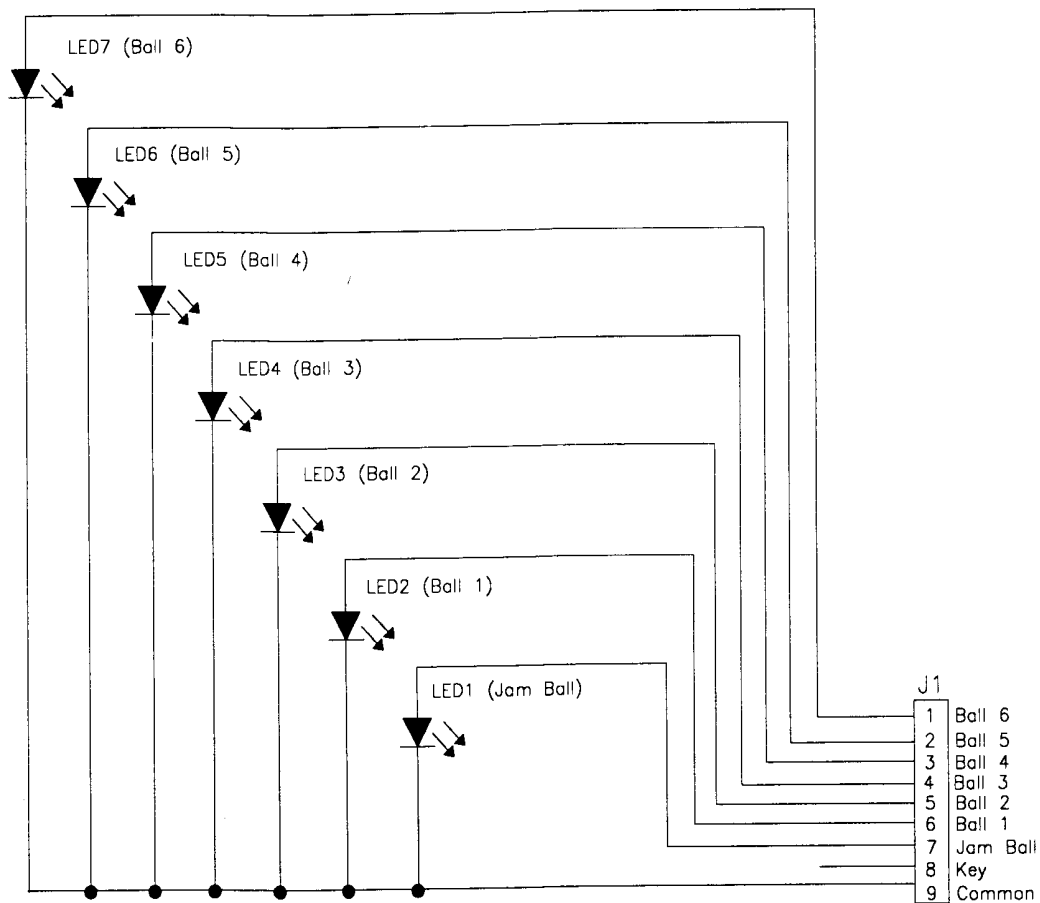 LED7 (Ball 6)
LED6 (Ball 5)
LED5 (Ball 4)
LED4 (Ball 3)
LED3 (Ball 2)
LED2 (Ball 1)
LED1 (Jam Ball)
J1
1 Ball 6
2 Ball 5
3 Ball 4
4 Ball 3
5 Ball 2
6 Ball 1
7 Jam Ball
8 Key
9 Common